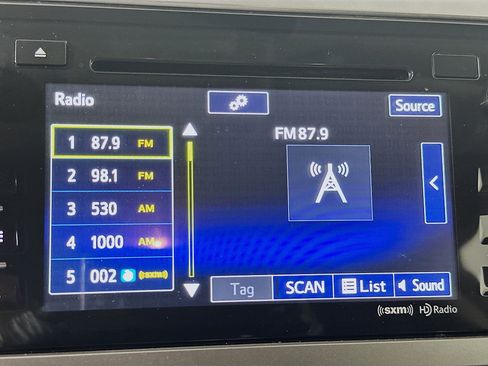 Radio
Source
1 87.9 FM
2 98.1 FM
3 530 AM
4 1000 AM
5 002 ((sxm))
FM 87.9
Tag SCAN List Sound
((sxm)) HD Radio